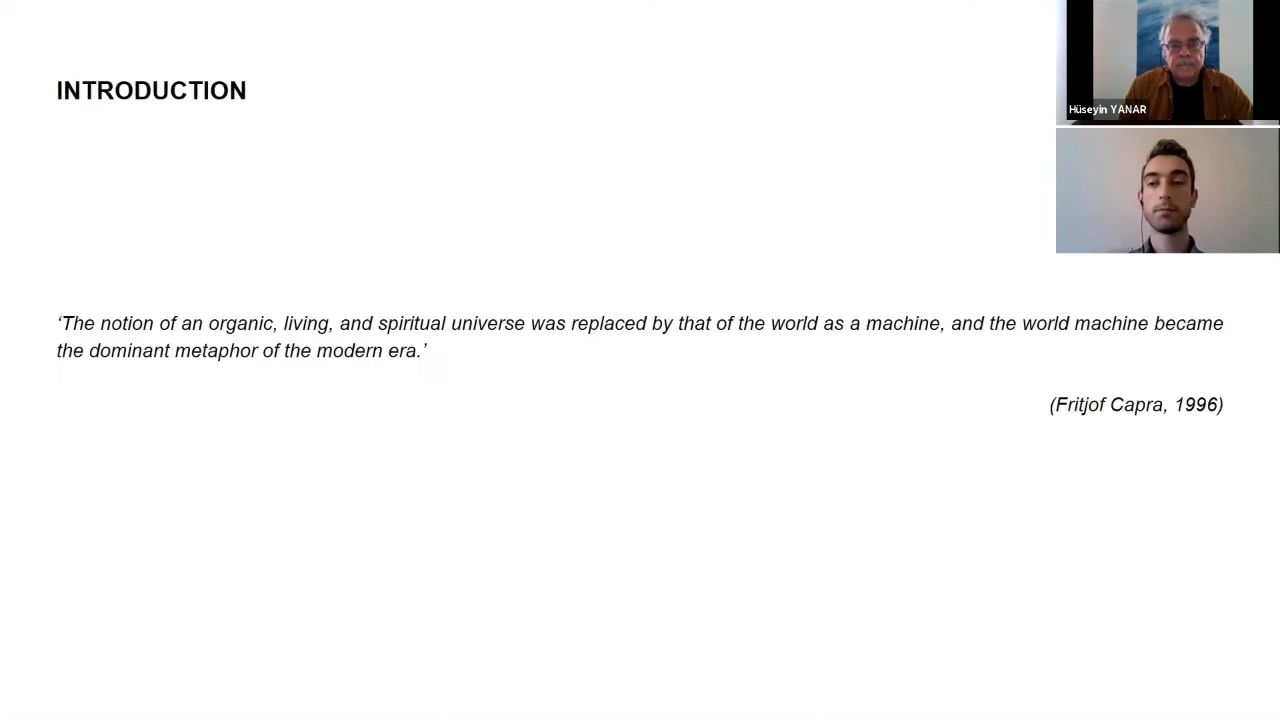 INTRODUCTION
Hüseyin YANAR
‘The notion of an organic, living, and spiritual universe was replaced by that of the world as a machine, and the world machine became
the dominant metaphor of the modern era.’
(Fritjof Capra, 1996)